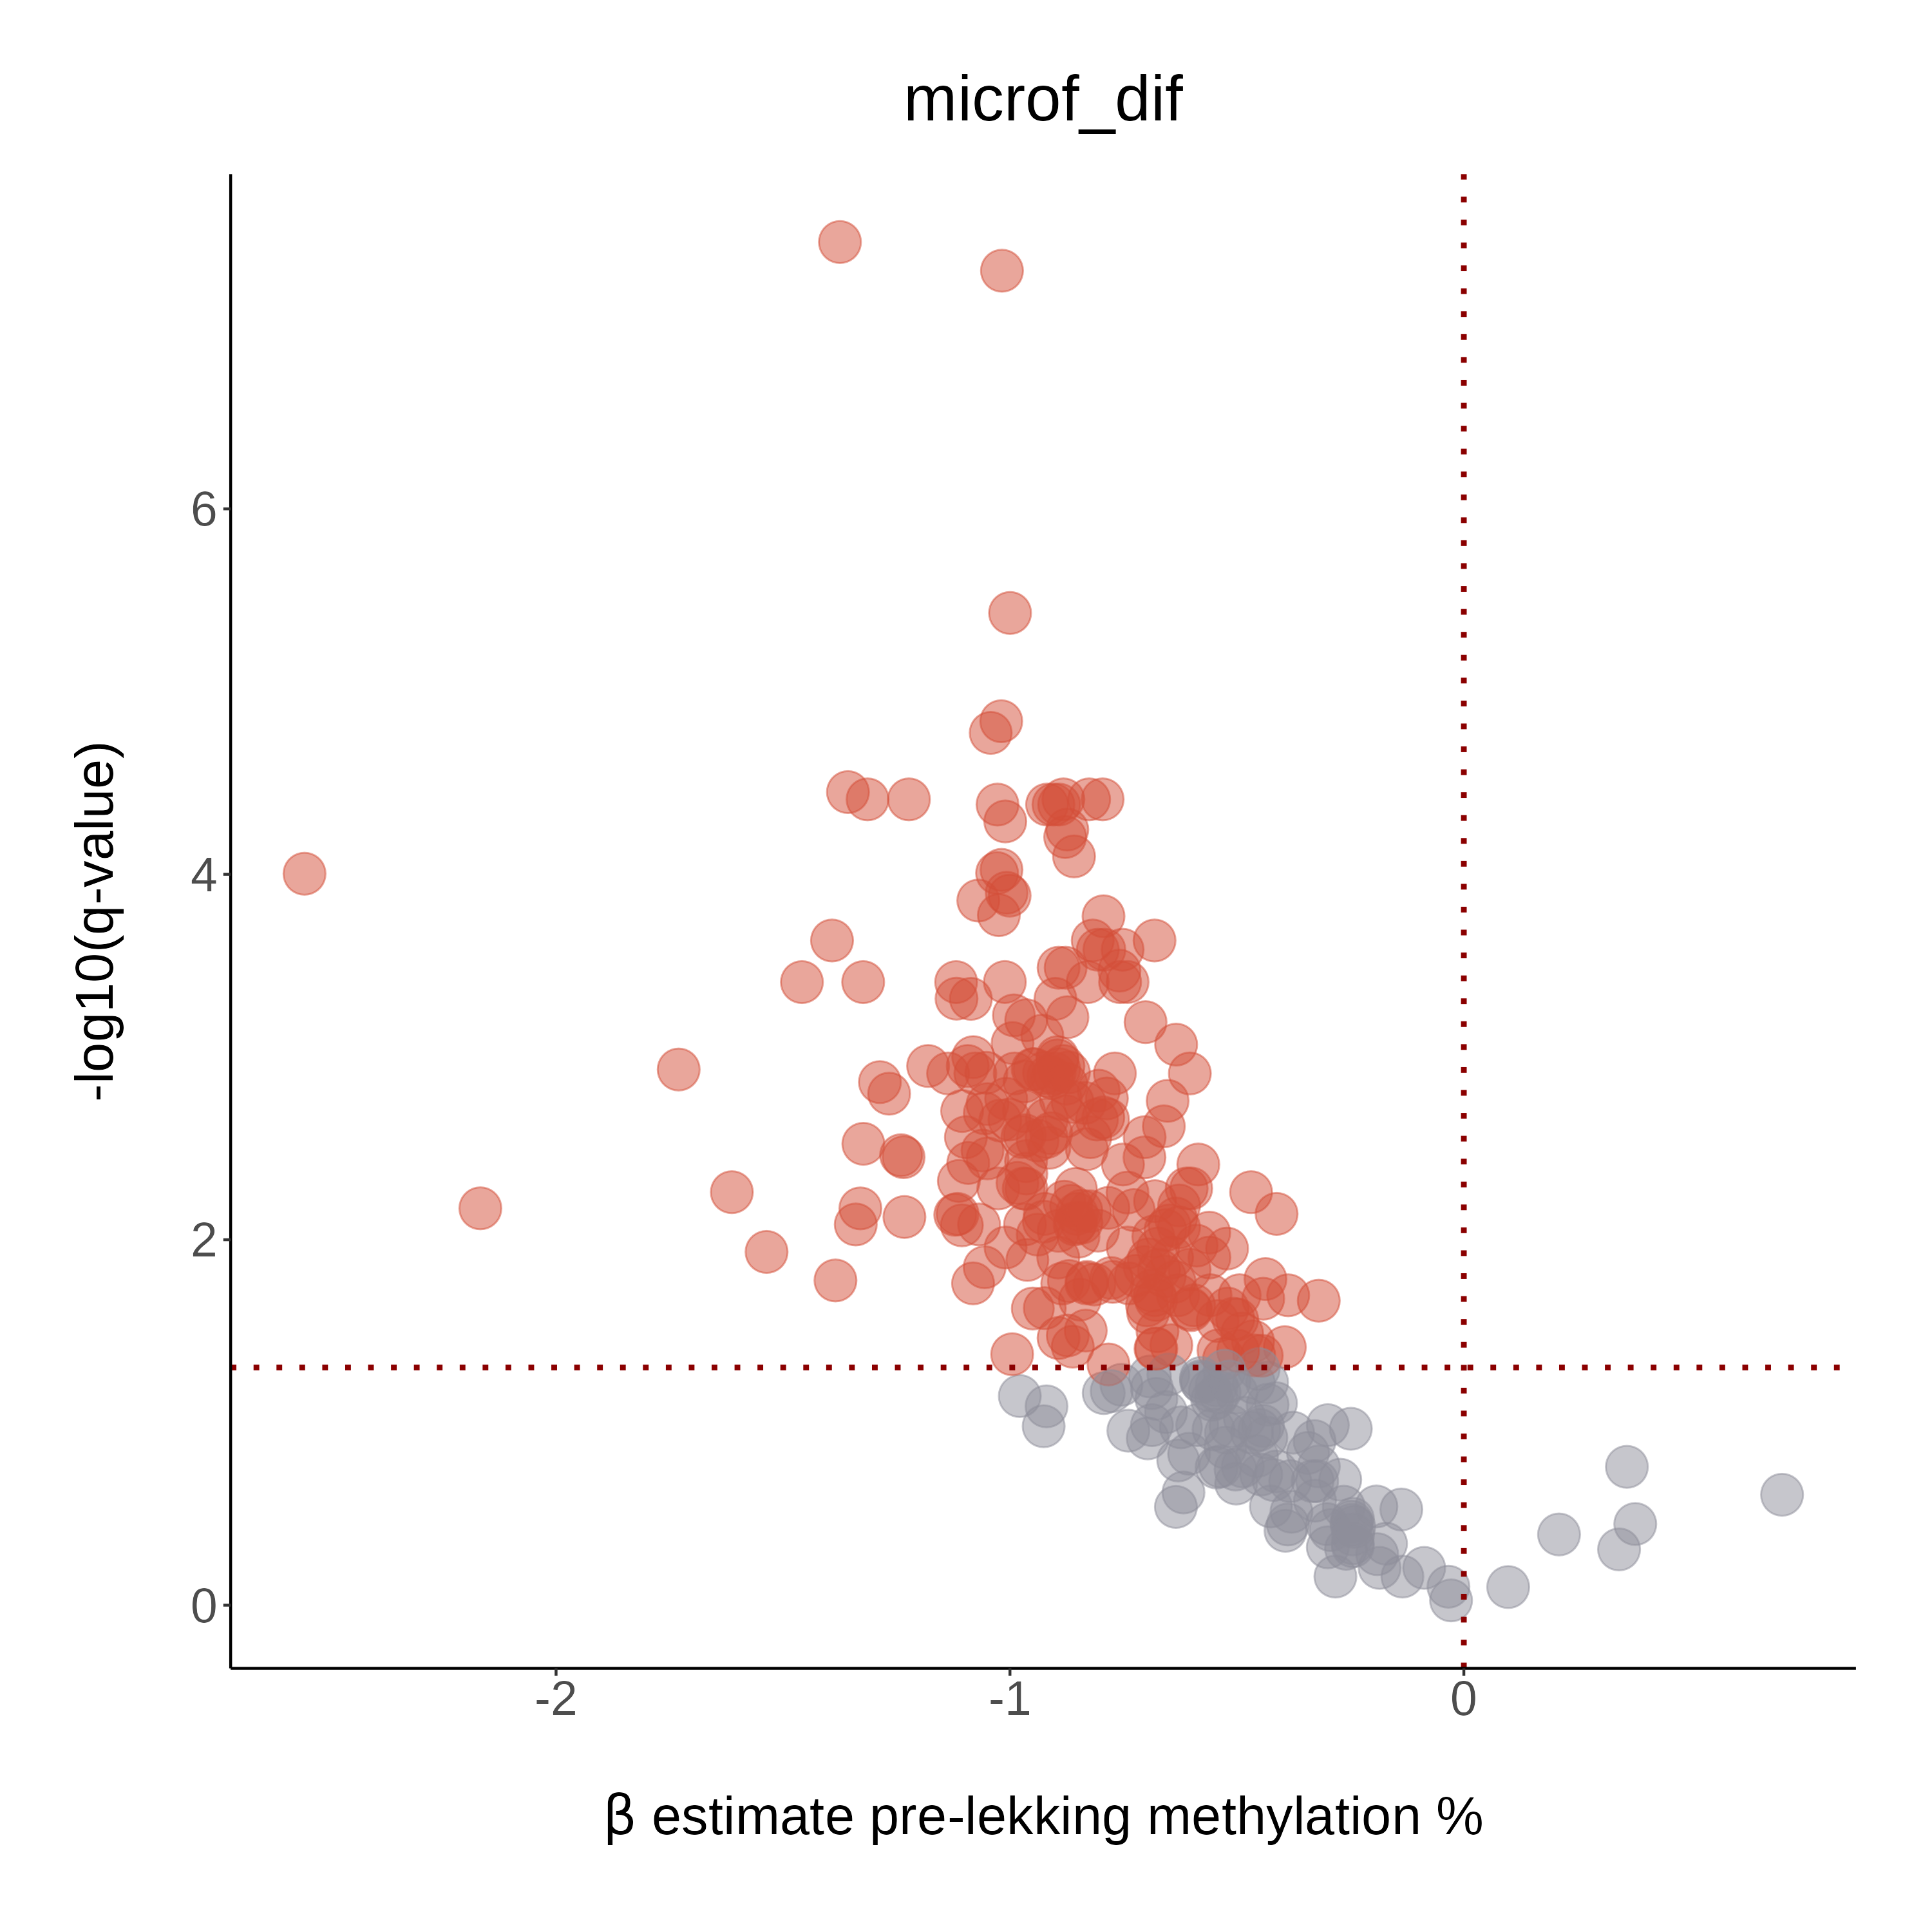 microf_dif
-log10(q-value)
6
4
2
0
-2 -1 0
β estimate pre-lekking methylation %